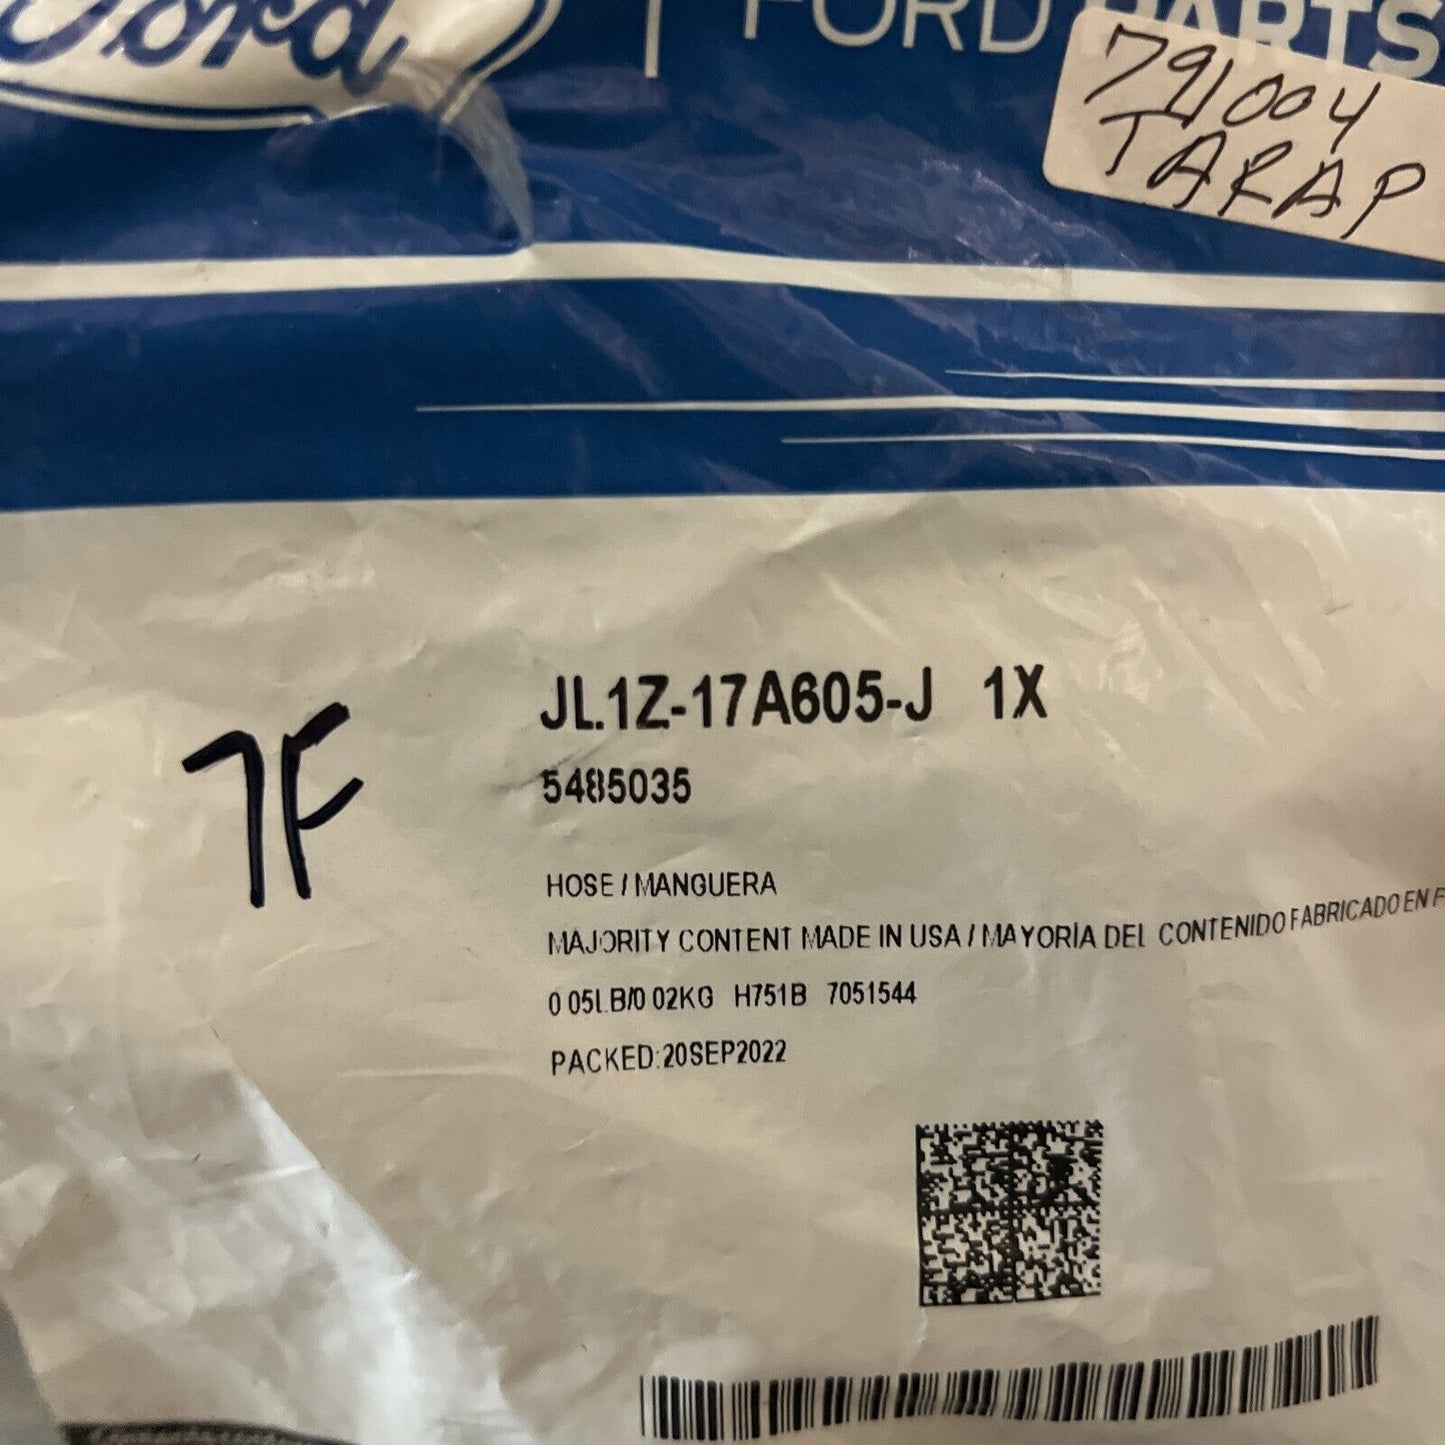 Ford
FORD PARTS
791004
TARAP
JL1Z-17A605-J 1X
5485035
7F
HOSE / MANGUERA
MAJORITY CONTENT MADE IN USA / MAYORÍA DEL CONTENIDO FABRICADO EN
0 05LB/0 02KG H751B 7051544
PACKED:20SEP2022